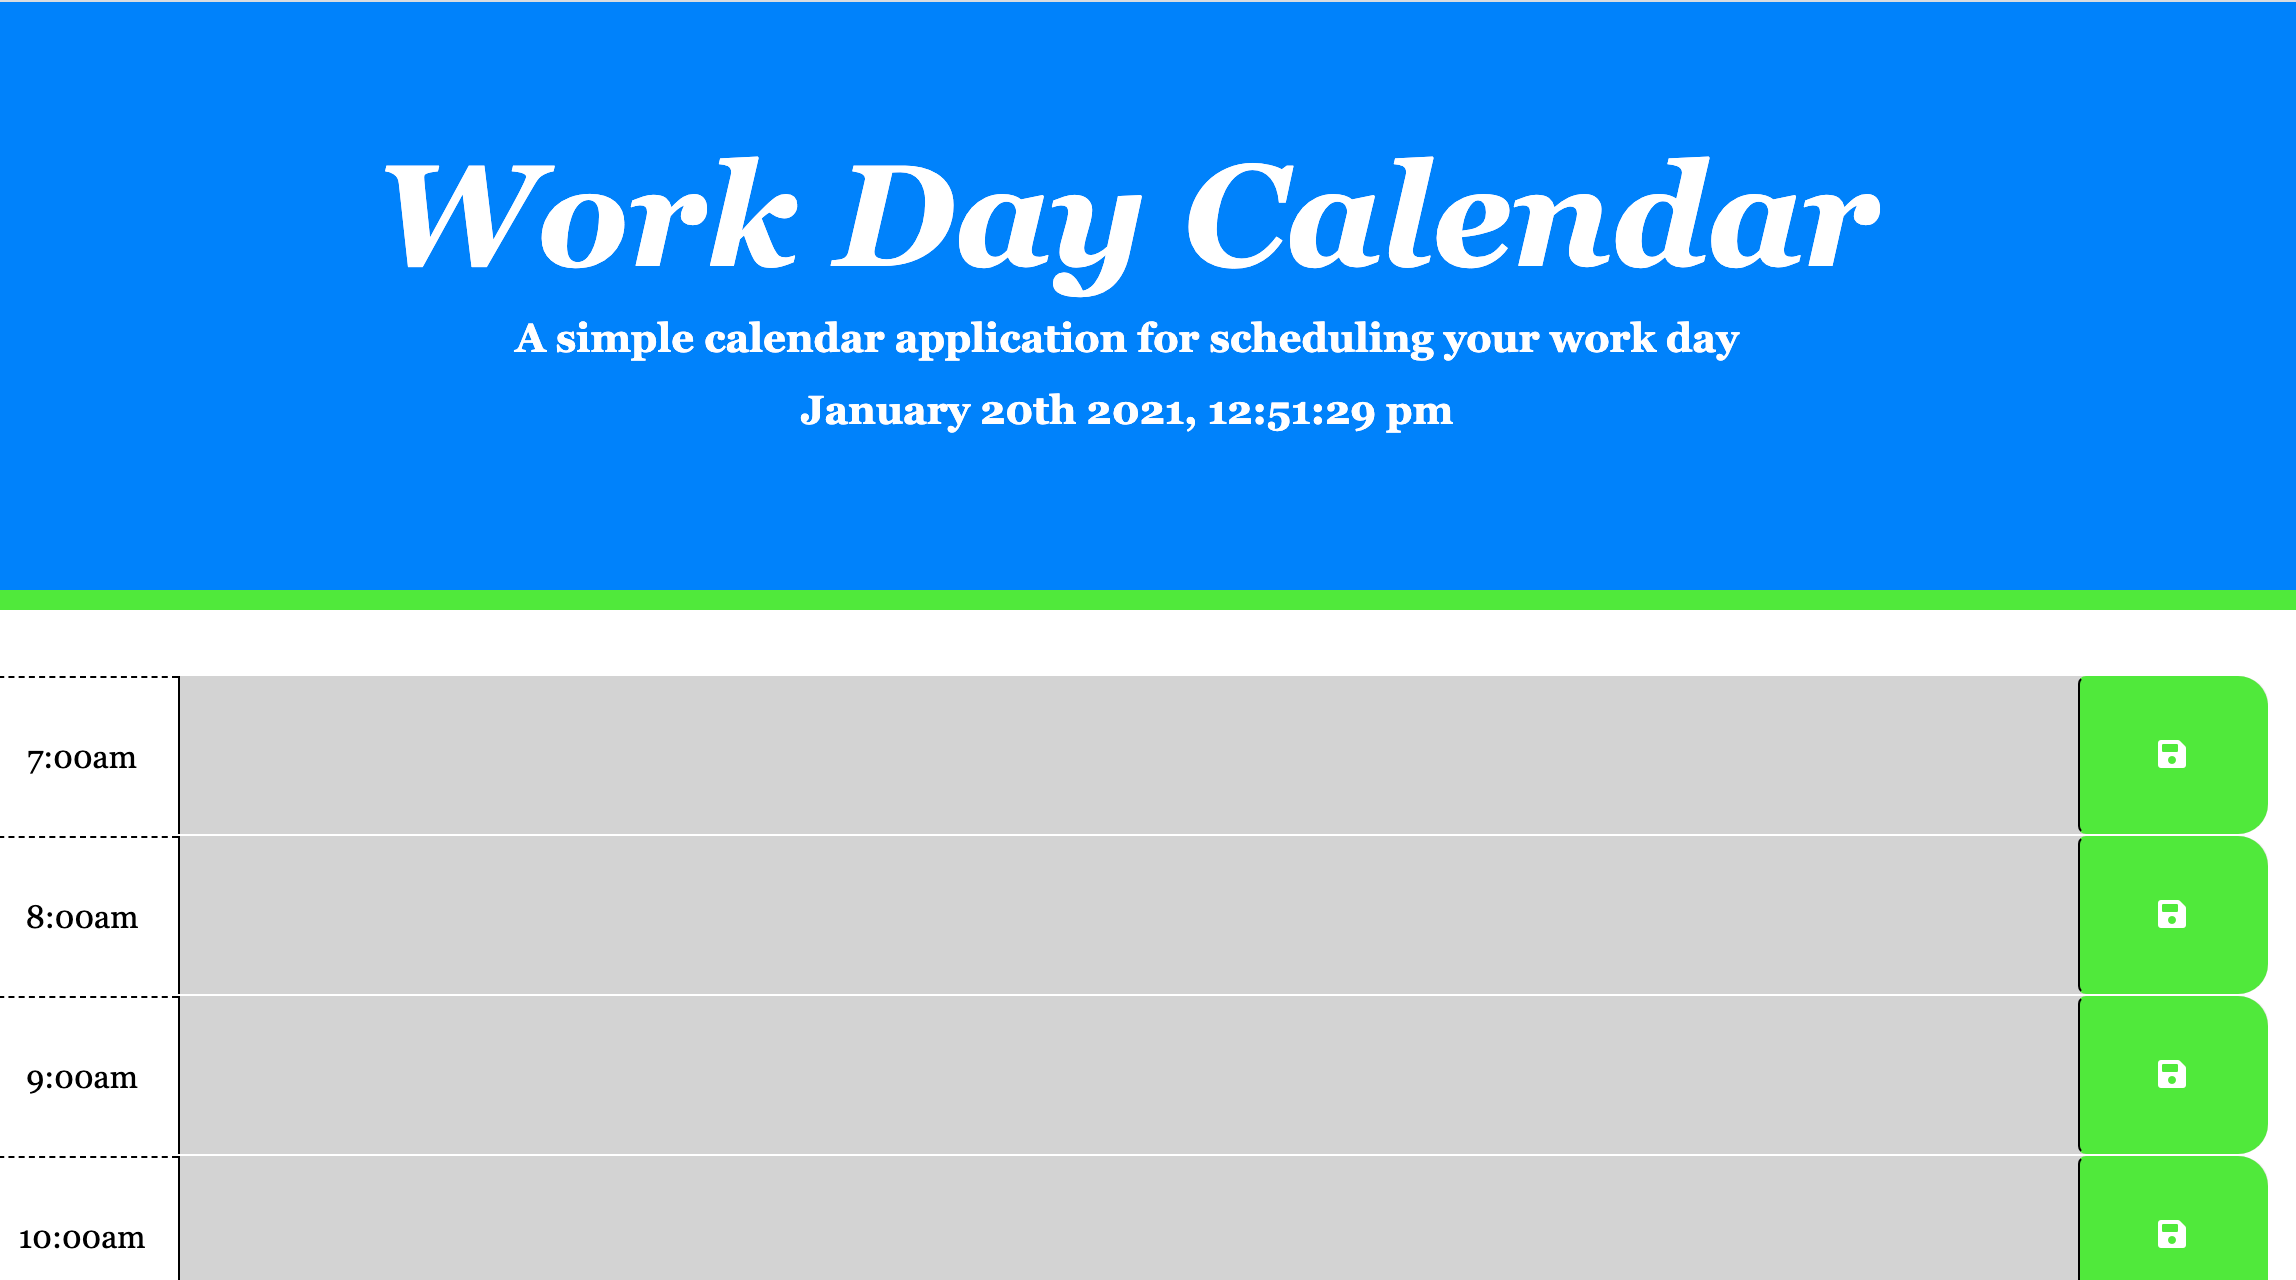 Work Day Calendar
A simple calendar application for scheduling your work day
January 20th 2021, 12:51:29 pm
7:00am
8:00am
9:00am
10:00am